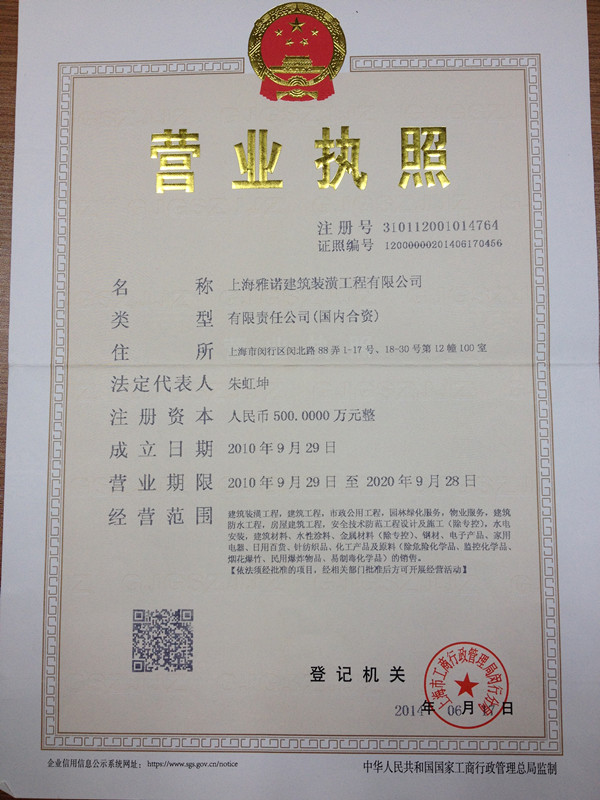 营业执照
注册号 310112001014764
证照编号 12000000201406170456
名称 上海雅诺建筑装潢工程有限公司
类型 有限责任公司(国内合资)
住所 上海市闵行区闵北路88弄1-17号、18-30号第12幢100室
法定代表人 朱虹坤
注册资本 人民币500.0000万元整
成立日期 2010年9月29日
营业期限 2010年9月29日 至 2020年9月28日
经营范围 建筑装潢工程，建筑工程，市政公用工程，园林绿化服务，物业服务，建筑
防水工程，房屋建筑工程，安全技术防范工程设计及施工（除专控），水电
安装，建筑材料、水性涂料、金属材料（除专控）、钢材、电子产品、家用
电器、日用百货、针纺织品、化工产品及原料（除危险化学品、监控化学品、
烟花爆竹、民用爆炸物品、易制毒化学品）的销售。
【依法须经批准的项目，经相关部门批准后方可开展经营活动】
登记机关
上海市工商行政管理局闵行分局
2014年06月 日
企业信用信息公示系统网址：https://www.sgs.gov.cn/notice
中华人民共和国国家工商行政管理总局监制